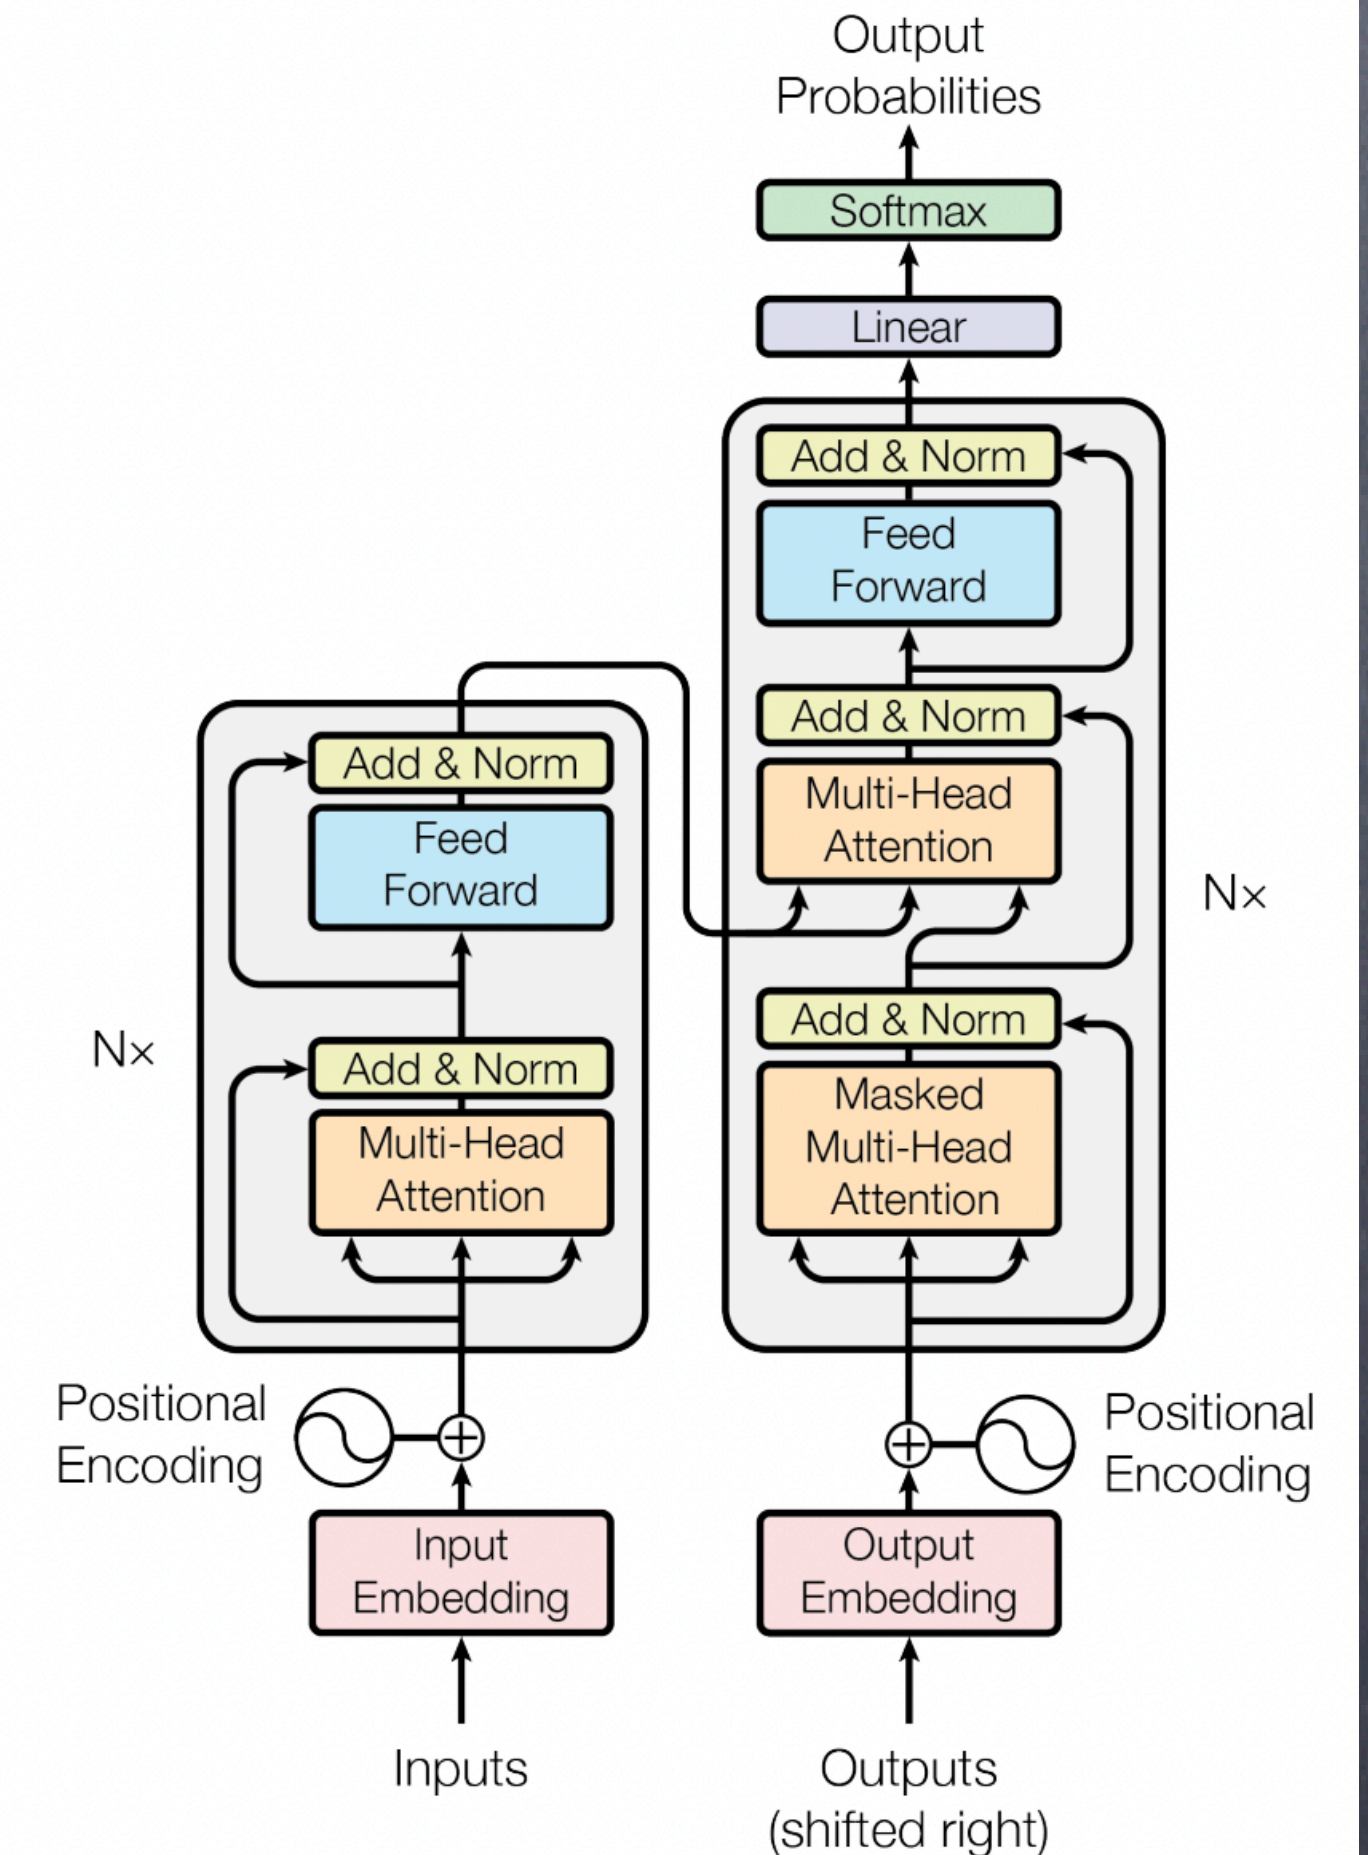 Output
Probabilities
Softmax
Linear
Add & Norm
Feed
Forward
Add & Norm
Multi-Head
Attention
Nx
Add & Norm
Masked
Multi-Head
Attention
Add & Norm
Feed
Forward
Nx
Add & Norm
Multi-Head
Attention
Positional
Encoding
Positional
Encoding
Input
Embedding
Output
Embedding
Inputs
Outputs
(shifted right)